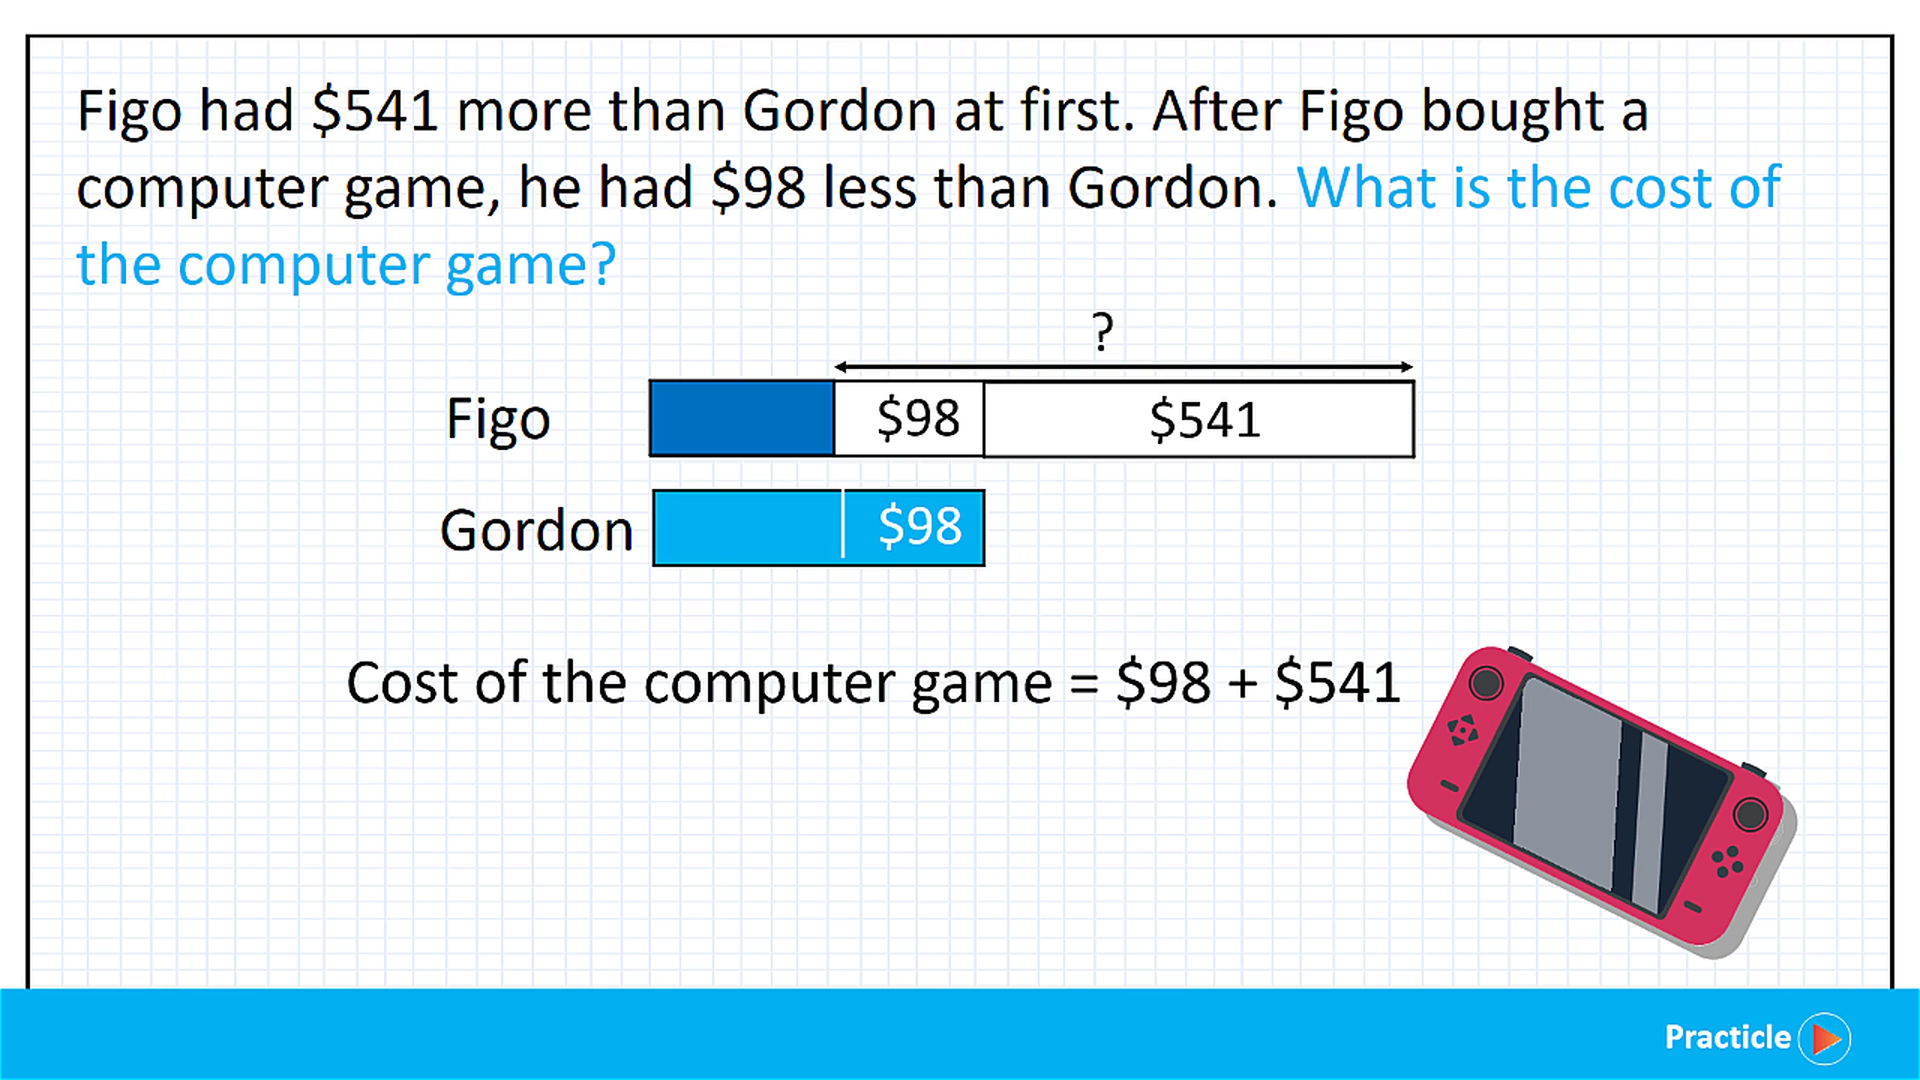 Figo had $541 more than Gordon at first. After Figo bought a
computer game, he had $98 less than Gordon. What is the cost of
the computer game?
?
Figo $98 $541
Gordon $98
Cost of the computer game = $98 + $541
Practicle